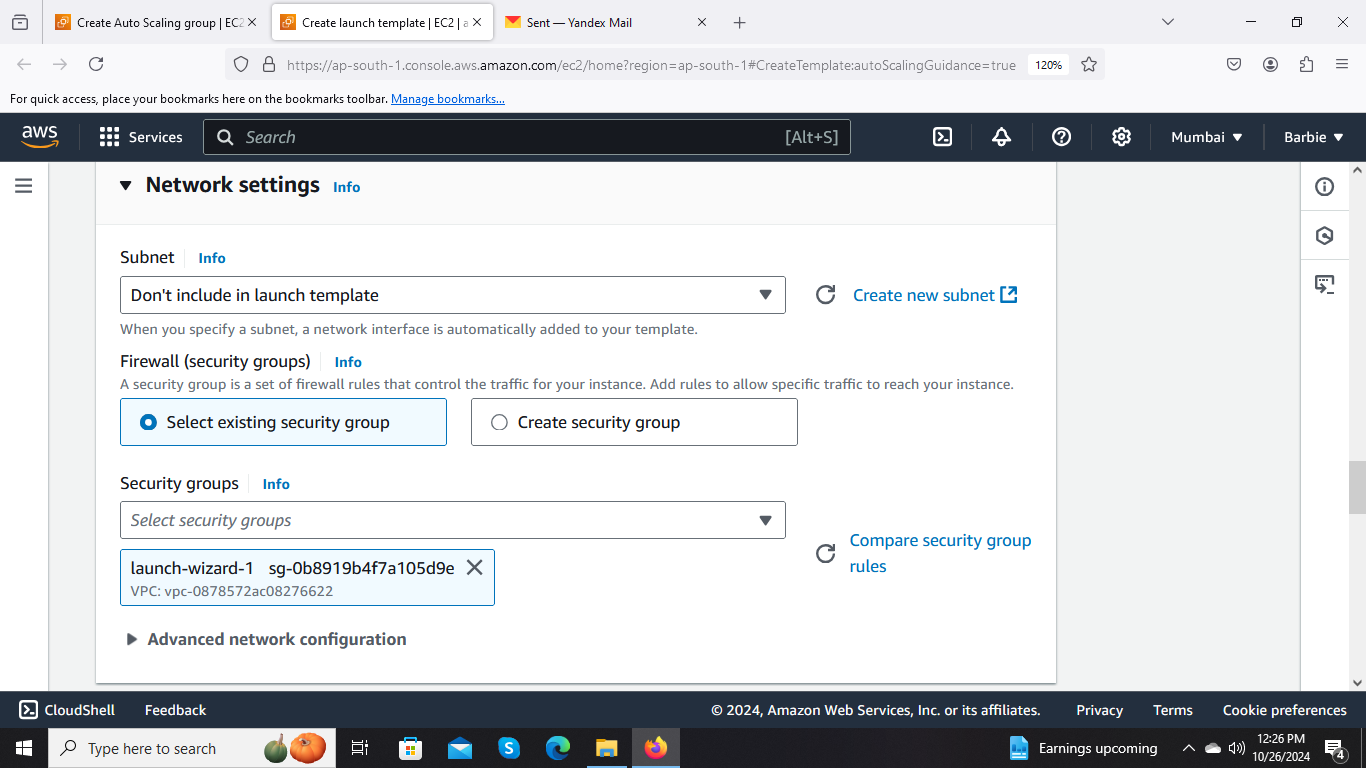 Create Auto Scaling group | EC2
Create launch template | EC2 | a
Sent — Yandex Mail
https://ap-south-1.console.aws.amazon.com/ec2/home?region=ap-south-1#CreateTemplate:autoScalingGuidance=true
120%
For quick access, place your bookmarks here on the bookmarks toolbar. Manage bookmarks...
aws
Services
Search
[Alt+S]
Mumbai
Barbie
Network settings Info
Subnet Info
Don't include in launch template
Create new subnet
When you specify a subnet, a network interface is automatically added to your template.
Firewall (security groups) Info
A security group is a set of firewall rules that control the traffic for your instance. Add rules to allow specific traffic to reach your instance.
Select existing security group
Create security group
Security groups Info
Select security groups
Compare security group
rules
launch-wizard-1 sg-0b8919b4f7a105d9e
VPC: vpc-0878572ac08276622
Advanced network configuration
CloudShell
Feedback
© 2024, Amazon Web Services, Inc. or its affiliates.
Privacy
Terms
Cookie preferences
Type here to search
Earnings upcoming
12:26 PM
10/26/2024
4